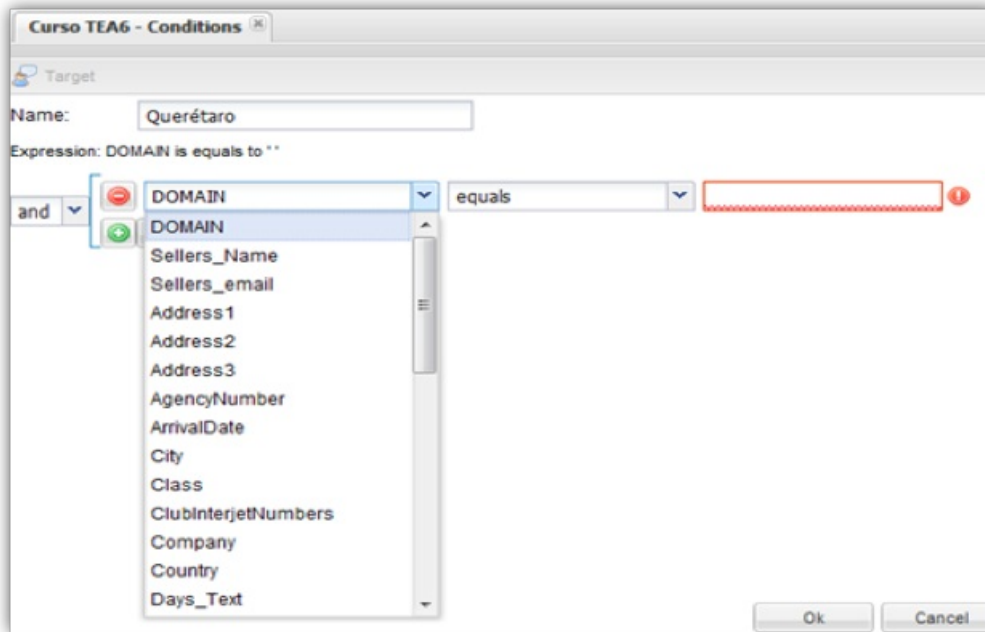 Curso TEA6 - Conditions
Target
Name: Querétaro
Expression: DOMAIN is equals to ""
and DOMAIN equals
DOMAIN
Sellers_Name
Sellers_email
Address1
Address2
Address3
AgencyNumber
ArrivalDate
City
Class
ClubInterjetNumbers
Company
Country
Days_Text
Ok Cancel